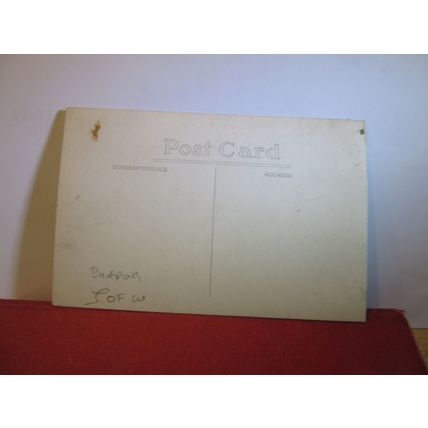 Post Card
CORRESPONDENCE
ADDRESS
I OF W